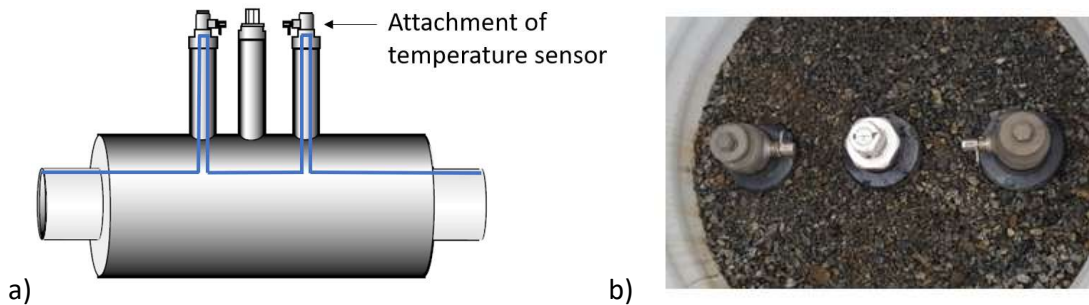 Attachment of
temperature sensor
a)
b)